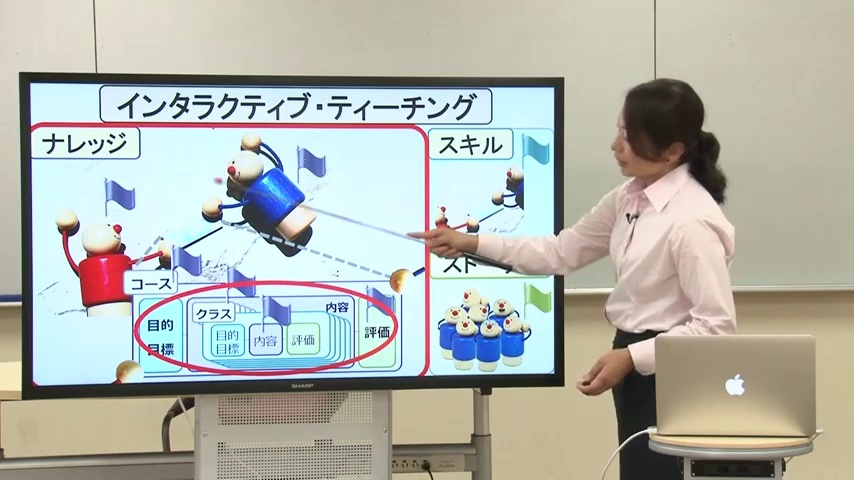 インタラクティブ・ティーチング
ナレッジ
スキル
コース
クラス
内容
目的
目標
目的
目標
内容
評価
評価
SHARP